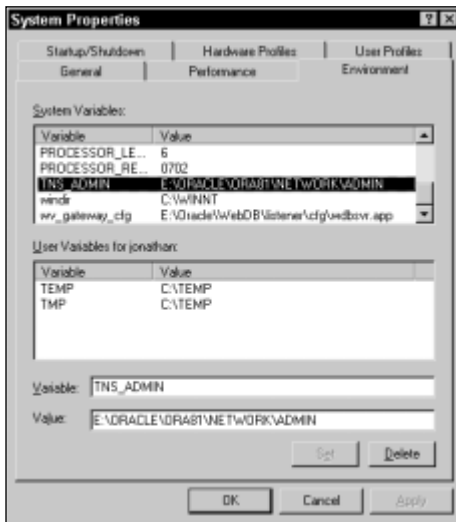 System Properties
Startup/Shutdown Hardware Profiles User Profiles
General Performance Environment
System Variables:
Variable Value
PROCESSOR_LE... 6
PROCESSOR_RE... 0702
TNS_ADMIN E:\ORACLE\ORA81\NETWORK\ADMIN
windir C:\WINNT
wv_gateway_cfg E:\Oracle\WebDB\listener\cfg\wdbsvr.app
User Variables for jonathan:
Variable Value
TEMP C:\TEMP
TMP C:\TEMP
Variable: TNS_ADMIN
Value: E:\ORACLE\ORA81\NETWORK\ADMIN
Set Delete
OK Cancel Apply